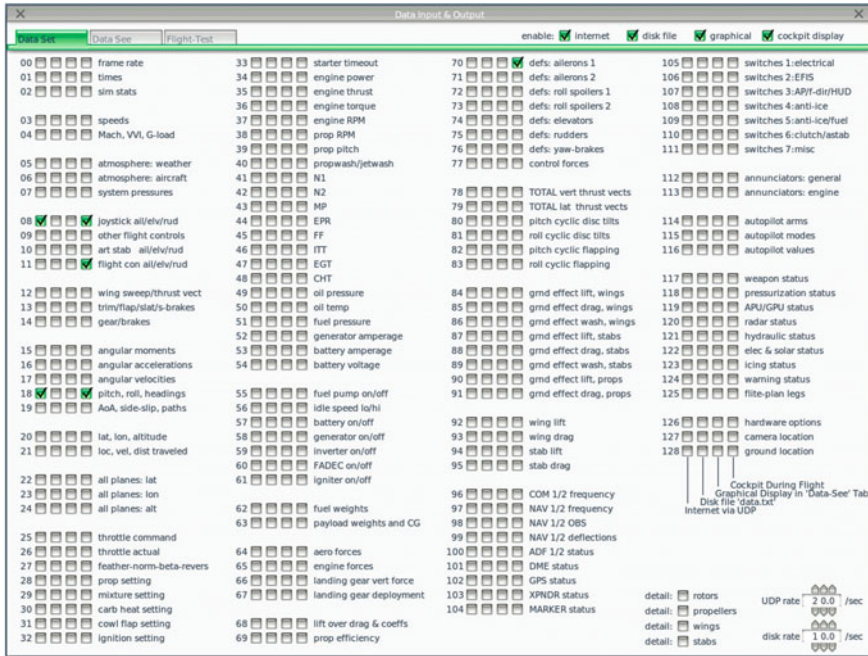 Data Input & Output
Data Set
Data See
Flight-Test
enable: internet disk file graphical cockpit display
00 frame rate
01 times
02 sim stats
03 speeds
04 Mach, VVI, G-load
05 atmosphere: weather
06 atmosphere: aircraft
07 system pressures
08 joystick ail/elv/rud
09 other flight controls
10 art stab ail/elv/rud
11 flight con ail/elv/rud
12 wing sweep/thrust vect
13 trim/flap/slat/s-brakes
14 gear/brakes
15 angular moments
16 angular accelerations
17 angular velocities
18 pitch, roll, headings
19 AoA, side-slip, paths
20 lat, lon, altitude
21 loc, vel, dist traveled
22 all planes: lat
23 all planes: lon
24 all planes: alt
25 throttle command
26 throttle actual
27 feather-norm-beta-revers
28 prop setting
29 mixture setting
30 carb heat setting
31 cowl flap setting
32 ignition setting
33 starter timeout
34 engine power
35 engine thrust
36 engine torque
37 engine RPM
38 prop RPM
39 prop pitch
40 propwash/jetwash
41 N1
42 N2
43 MP
44 EPR
45 FF
46 ITT
47 EGT
48 CHT
49 oil pressure
50 oil temp
51 fuel pressure
52 generator amperage
53 battery amperage
54 battery voltage
55 fuel pump on/off
56 idle speed lo/hi
57 battery on/off
58 generator on/off
59 inverter on/off
60 FADEC on/off
61 igniter on/off
62 fuel weights
63 payload weights and CG
64 aero forces
65 engine forces
66 landing gear vert force
67 landing gear deployment
68 lift over drag & coeffs
69 prop efficiency
70 defs: ailerons 1
71 defs: ailerons 2
72 defs: roll spoilers 1
73 defs: roll spoilers 2
74 defs: elevators
75 defs: rudders
76 defs: yaw-brakes
77 control forces
78 TOTAL vert thrust vects
79 TOTAL lat thrust vects
80 pitch cyclic disc tilts
81 roll cyclic disc tilts
82 pitch cyclic flapping
83 roll cyclic flapping
84 grnd effect lift, wings
85 grnd effect drag, wings
86 grnd effect wash, wings
87 grnd effect lift, stabs
88 grnd effect drag, stabs
89 grnd effect wash, stabs
90 grnd effect lift, props
91 grnd effect drag, props
92 wing lift
93 wing drag
94 stab lift
95 stab drag
96 COM 1/2 frequency
97 NAV 1/2 frequency
98 NAV 1/2 OBS
99 NAV 1/2 deflections
100 ADF 1/2 status
101 DME status
102 GPS status
103 XPNDR status
104 MARKER status
105 switches 1:electrical
106 switches 2:EFIS
107 switches 3:AP/f-dir/HUD
108 switches 4:anti-ice
109 switches 5:anti-ice/fuel
110 switches 6:clutch/astab
111 switches 7:misc
112 annunciators: general
113 annunciators: engine
114 autopilot arms
115 autopilot modes
116 autopilot values
117 weapon status
118 pressurization status
119 APU/GPU status
120 radar status
121 hydraulic status
122 elec & solar status
123 icing status
124 warning status
125 flite-plan legs
126 hardware options
127 camera location
128 ground location
Cockpit During Flight
Graphical Display in 'Data-See' Tab
Disk file 'data.txt'
Internet via UDP
detail: rotors
detail: propellers
detail: wings
detail: stabs
UDP rate 20.0 /sec
disk rate 10.0 /sec